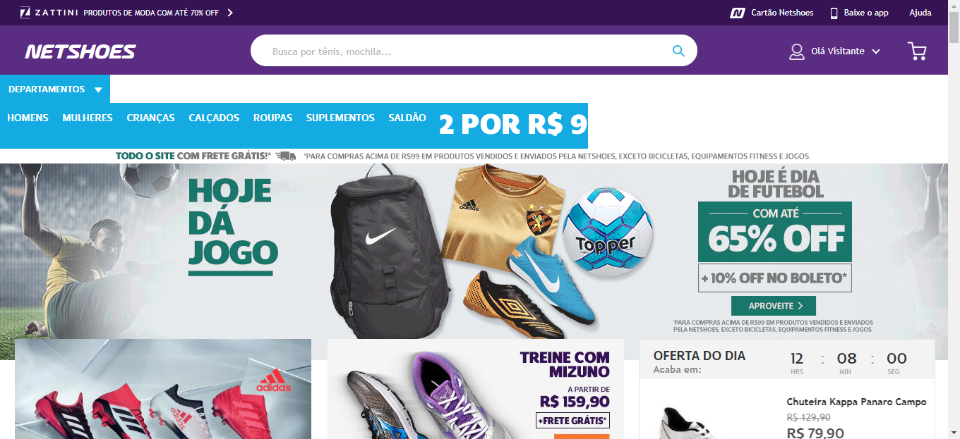 ZATTINI PRODUTOS DE MODA COM ATÉ 70% OFF
Cartão Netshoes Baixe o app Ajuda
NETSHOES
Busca por tênis, mochila...
Olá Visitante
DEPARTAMENTOS
HOMENS MULHERES CRIANÇAS CALÇADOS ROUPAS SUPLEMENTOS SALDÃO 2 POR R$ 9
TODO O SITE COM FRETE GRÁTIS!* *PARA COMPRAS ACIMA DE R$99 EM PRODUTOS VENDIDOS E ENVIADOS PELA NETSHOES, EXCETO BICICLETAS, EQUIPAMENTOS FITNESS E JOGOS.
HOJE
DÁ
JOGO
adidas
Topper
HOJE É DIA
DE FUTEBOL
COM ATÉ
65% OFF
+10% OFF NO BOLETO*
APROVEITE
*PARA COMPRAS ACIMA DE R$99 EM PRODUTOS VENDIDOS E ENVIADOS
PELA NETSHOES, EXCETO BICICLETAS, EQUIPAMENTOS FITNESS E JOGOS.
adidas
TREINE COM
MIZUNO
A PARTIR DE
R$ 159,90
+FRETE GRÁTIS*
OFERTA DO DIA
Acaba em:
12 : 08 : 00
HRS MIN SEG
Chuteira Kappa Panaro Campo
R$ 129,90
R$ 79,90